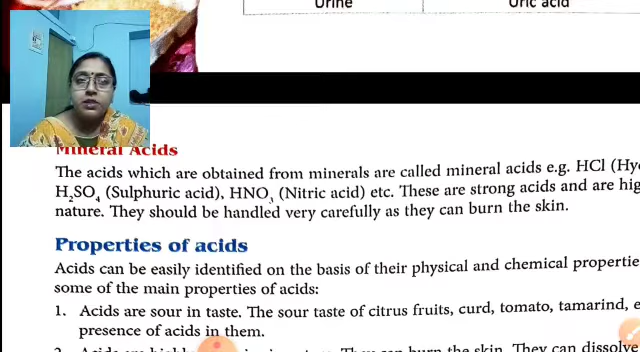 Urine Uric acid
Mineral Acids
The acids which are obtained from minerals are called mineral acids e.g. HCl
H₂SO₄ (Sulphuric acid), HNO₃ (Nitric acid) etc. These are strong acids and are
nature. They should be handled very carefully as they can burn the skin.
Properties of acids
Acids can be easily identified on the basis of their physical and chemical
some of the main properties of acids:
1. Acids are sour in taste. The sour taste of citrus fruits, curd, tomato, tamarind,
presence of acids in them.
2. Acids are They can burn the skin. They can dissolve